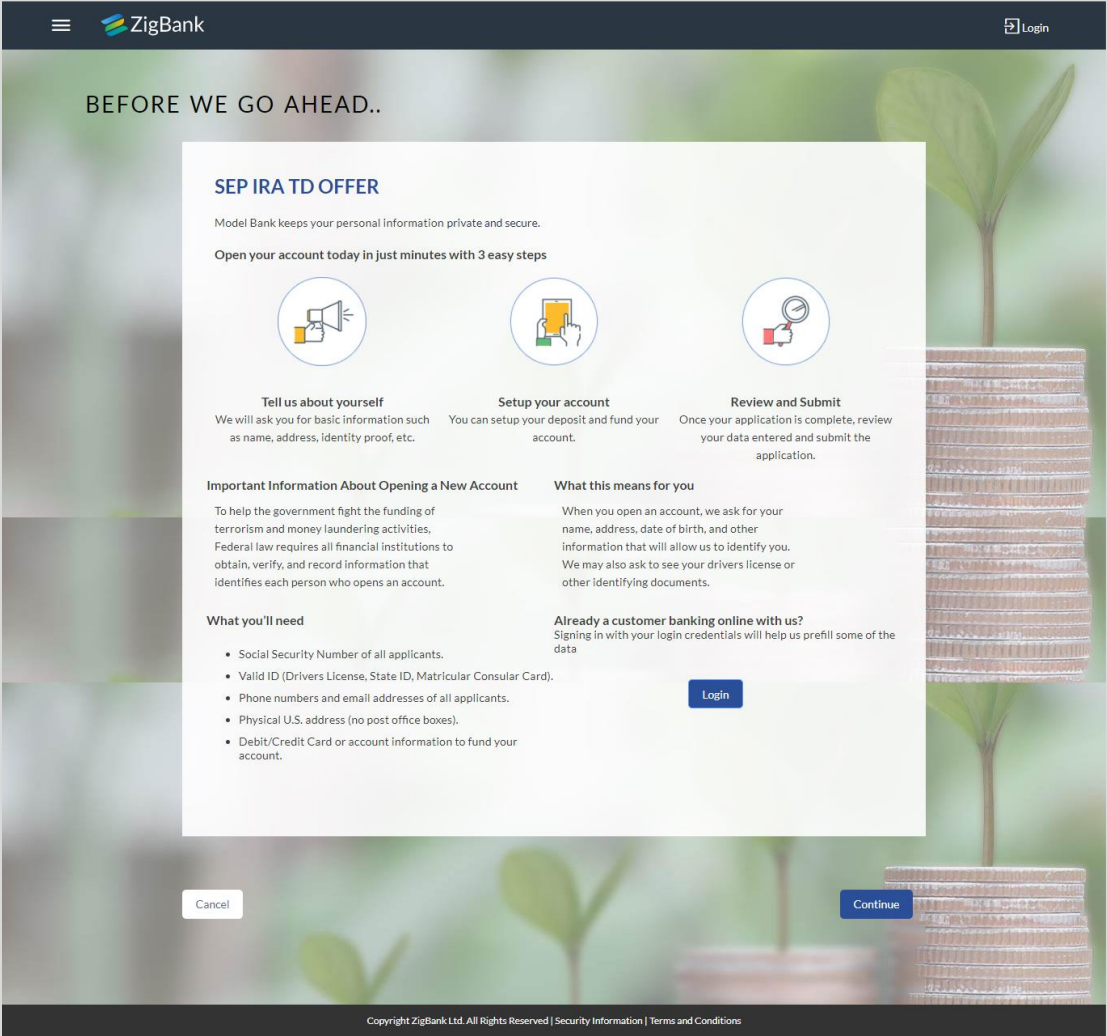 ZigBank
Login
BEFORE WE GO AHEAD..
SEP IRA TD OFFER
Model Bank keeps your personal information private and secure.
Open your account today in just minutes with 3 easy steps
Tell us about yourself
We will ask you for basic information such
as name, address, identity proof, etc.
Setup your account
You can setup your deposit and fund your
account.
Review and Submit
Once your application is complete, review
your data entered and submit the
application.
Important Information About Opening a New Account
To help the government fight the funding of
terrorism and money laundering activities,
Federal law requires all financial institutions to
obtain, verify, and record information that
identifies each person who opens an account.
What this means for you
When you open an account, we ask for your
name, address, date of birth, and other
information that will allow us to identify you.
We may also ask to see your drivers license or
other identifying documents.
What you'll need
• Social Security Number of all applicants.
• Valid ID (Drivers License, State ID, Matricular Consular Card).
• Phone numbers and email addresses of all applicants.
• Physical U.S. address (no post office boxes).
• Debit/Credit Card or account information to fund your
account.
Already a customer banking online with us?
Signing in with your login credentials will help us prefill some of the
data
Login
Cancel
Continue
Copyright ZigBank Ltd. All Rights Reserved | Security Information | Terms and Conditions